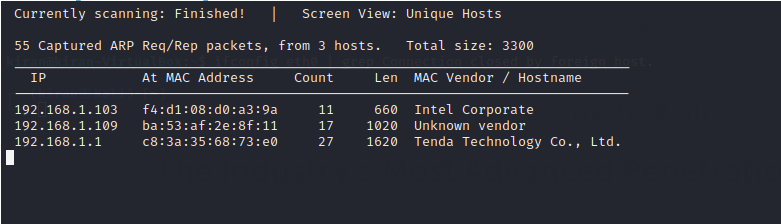 Currently scanning: Finished!   |   Screen View: Unique Hosts
55 Captured ARP Req/Rep packets, from 3 hosts.   Total size: 3300
IP            At MAC Address     Count     Len  MAC Vendor / Hostname
192.168.1.103   f4:d1:08:d0:a3:9a     11     660  Intel Corporate
192.168.1.109   ba:53:af:2e:8f:11     17    1020  Unknown vendor
192.168.1.1     c8:3a:35:68:73:e0     27    1620  Tenda Technology Co., Ltd.